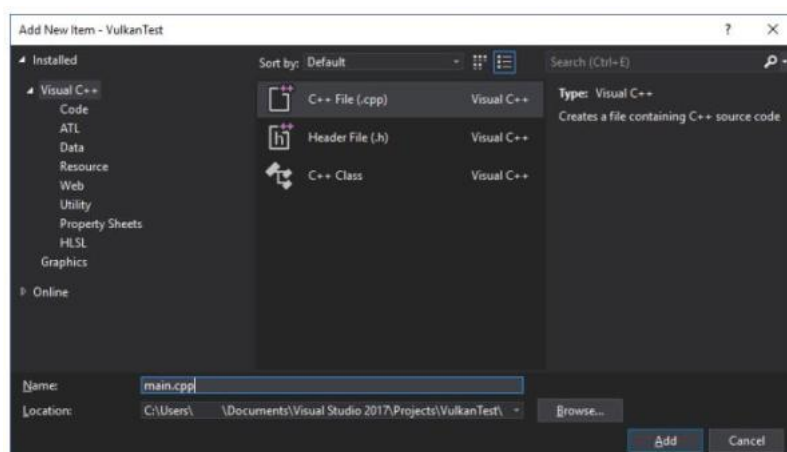 Add New Item - VulkanTest ? ×
Installed
Visual C++
Code
ATL
Data
Resource
Web
Utility
Property Sheets
HLSL
Graphics
Online
Sort by: Default
C++ File (.cpp) Visual C++
Header File (.h) Visual C++
C++ Class Visual C++
Search (Ctrl+E)
Type: Visual C++
Creates a file containing C++ source code
Name: main.cpp
Location: C:\Users\ \Documents\Visual Studio 2017\Projects\VulkanTest\ Browse...
Add Cancel